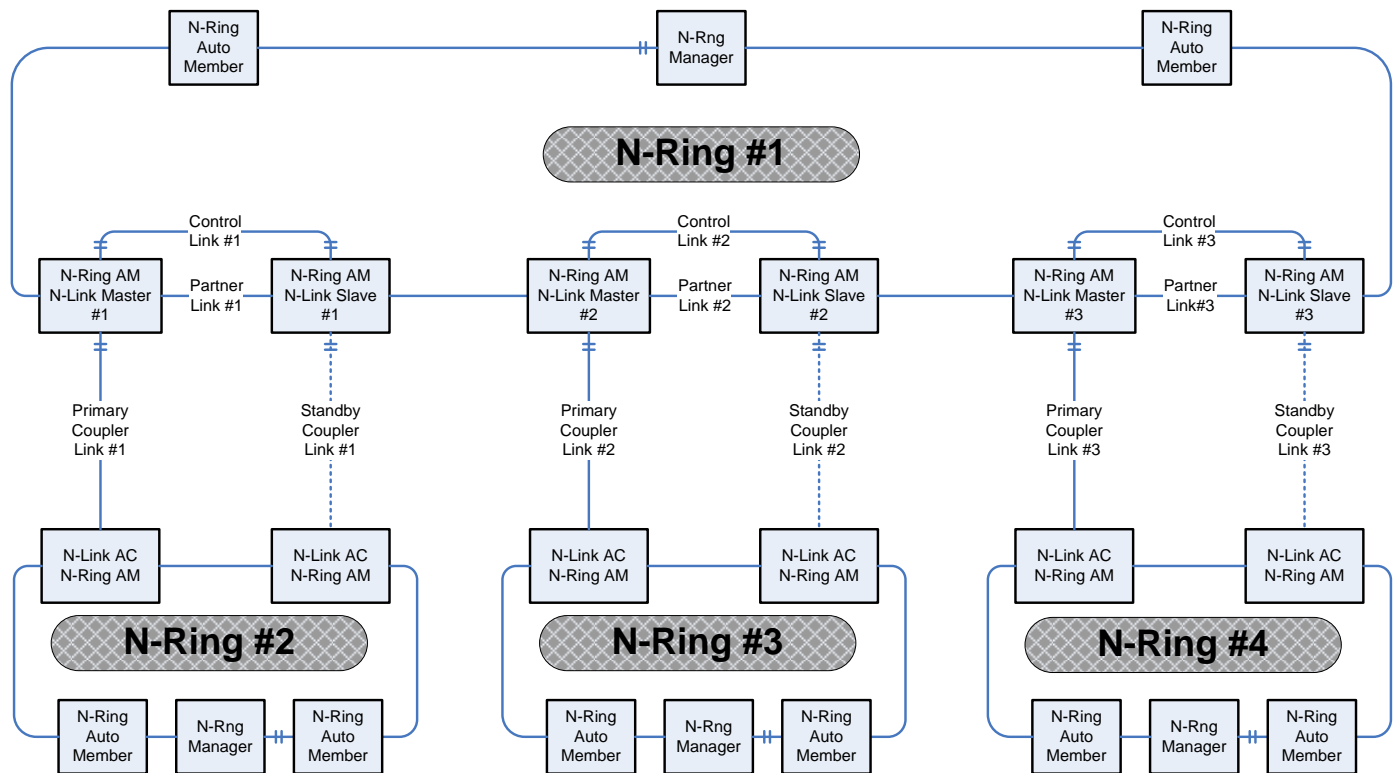 N-Ring
Auto
Member
N-Rng
Manager
N-Ring
Auto
Member
N-Ring #1
Control
Link #1
Control
Link #2
Control
Link #3
N-Ring AM
N-Link Master
#1
Partner
Link #1
N-Ring AM
N-Link Slave
#1
N-Ring AM
N-Link Master
#2
Partner
Link #2
N-Ring AM
N-Link Slave
#2
N-Ring AM
N-Link Master
#3
Partner
Link#3
N-Ring AM
N-Link Slave
#3
Primary
Coupler
Link #1
Standby
Coupler
Link #1
Primary
Coupler
Link #2
Standby
Coupler
Link #2
Primary
Coupler
Link #3
Standby
Coupler
Link #3
N-Link AC
N-Ring AM
N-Link AC
N-Ring AM
N-Link AC
N-Ring AM
N-Link AC
N-Ring AM
N-Link AC
N-Ring AM
N-Link AC
N-Ring AM
N-Ring #2
N-Ring #3
N-Ring #4
N-Ring
Auto
Member
N-Rng
Manager
N-Ring
Auto
Member
N-Ring
Auto
Member
N-Rng
Manager
N-Ring
Auto
Member
N-Ring
Auto
Member
N-Rng
Manager
N-Ring
Auto
Member